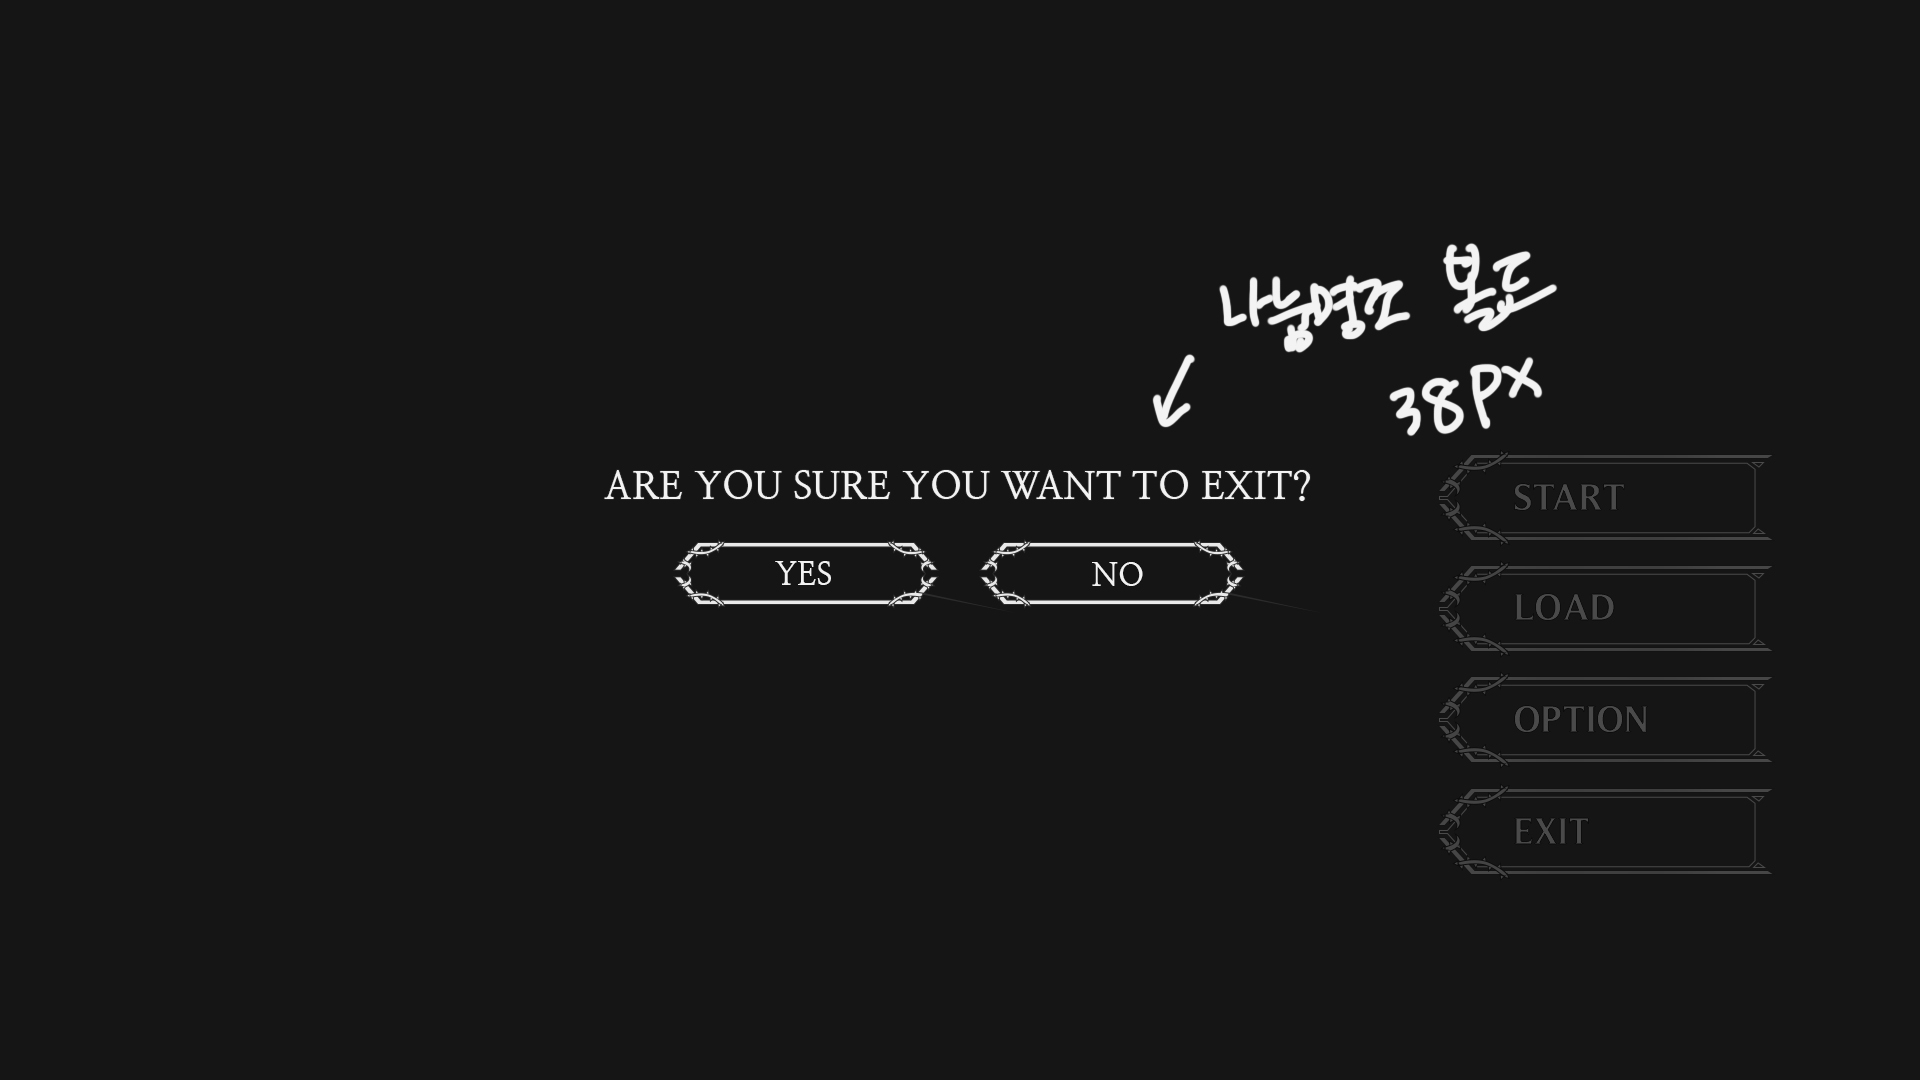 나눔명조 볼드
38px
ARE YOU SURE YOU WANT TO EXIT?
YES
NO
START
LOAD
OPTION
EXIT